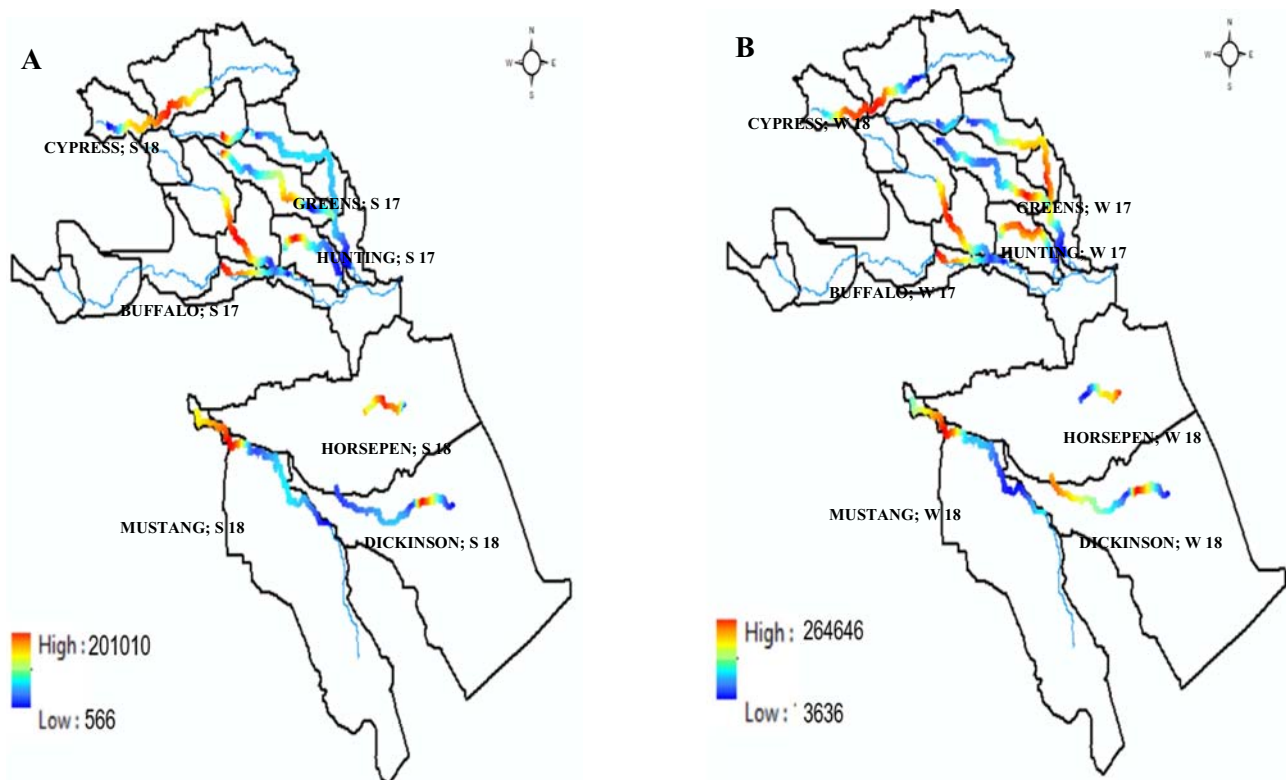 A
N
W E
S
CYPRESS; S 18
GREENS; S 17
HUNTING; S 17
BUFFALO; S 17
HORSEPEN; S 18
MUSTANG; S 18
DICKINSON; S 18
High : 201010
Low : 566
B
N
W E
S
CYPRESS; W 18
GREENS; W 17
HUNTING; W 17
BUFFALO; W 17
HORSEPEN; W 18
MUSTANG; W 18
DICKINSON; W 18
High : 264646
Low : 3636